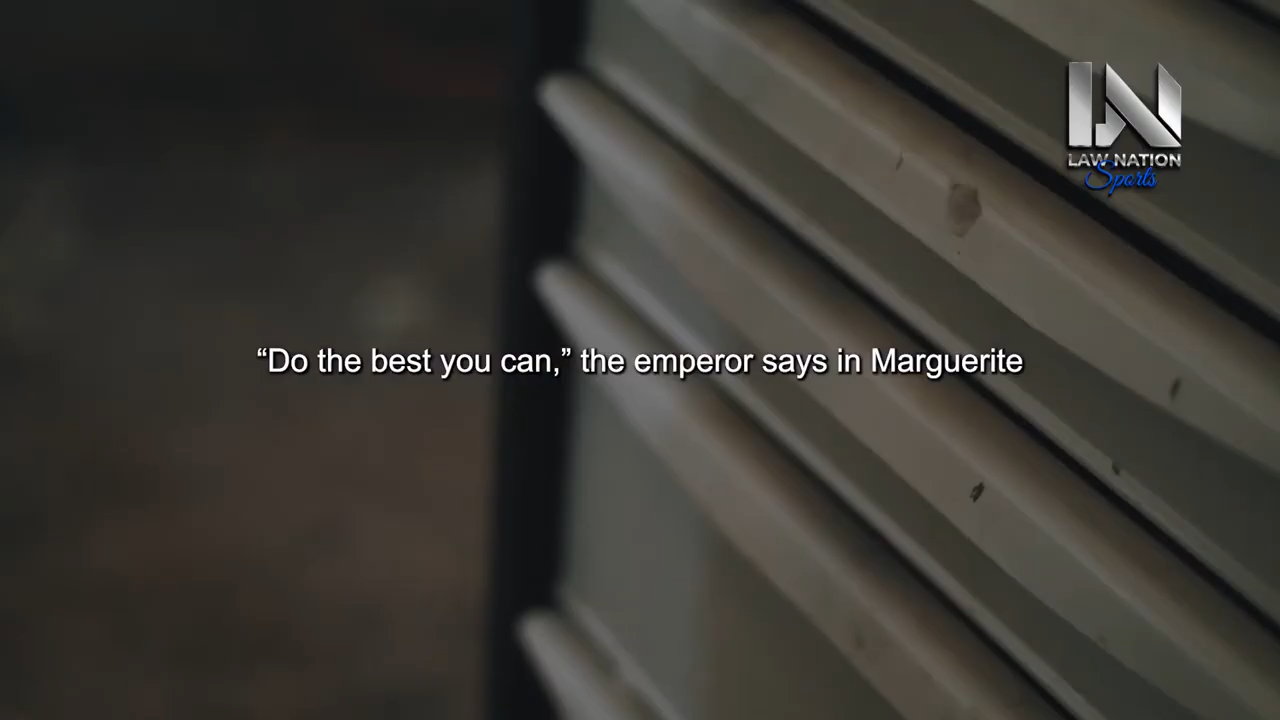 LAW NATION
Sports
“Do the best you can,” the emperor says in Marguerite